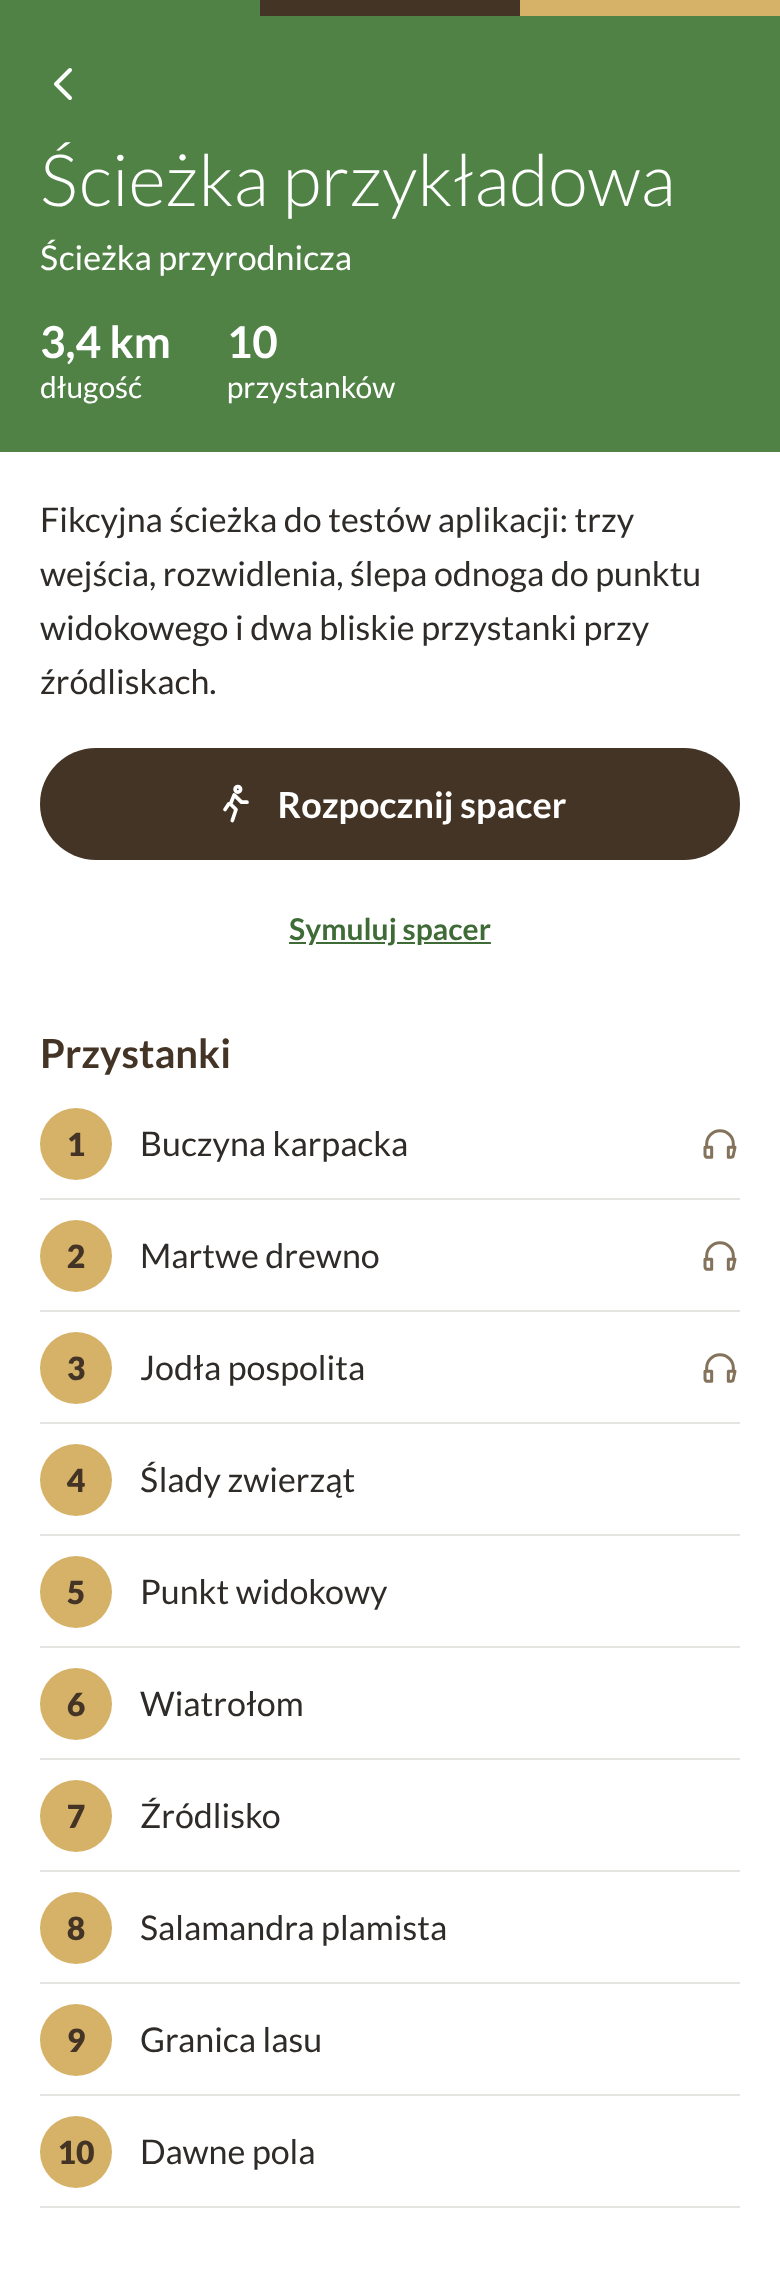 Ścieżka przykładowa
Ścieżka przyrodnicza
3,4 km
długość
10
przystanków
Fikcyjna ścieżka do testów aplikacji: trzy
wejścia, rozwidlenia, ślepa odnoga do punktu
widokowego i dwa bliskie przystanki przy
źródliskach.
Rozpocznij spacer
Symuluj spacer
Przystanki
1 Buczyna karpacka
2 Martwe drewno
3 Jodła pospolita
4 Ślady zwierząt
5 Punkt widokowy
6 Wiatrołom
7 Źródlisko
8 Salamandra plamista
9 Granica lasu
10 Dawne pola